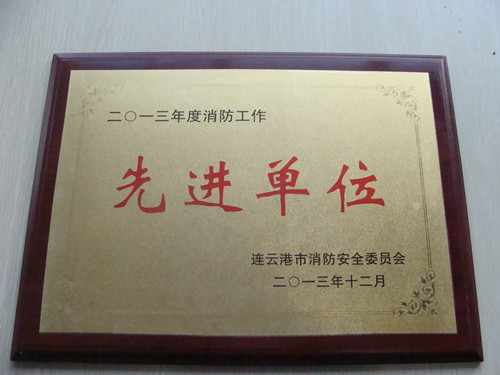 二〇一三年度消防工作
先进单位
连云港市消防安全委员会
二〇一三年十二月